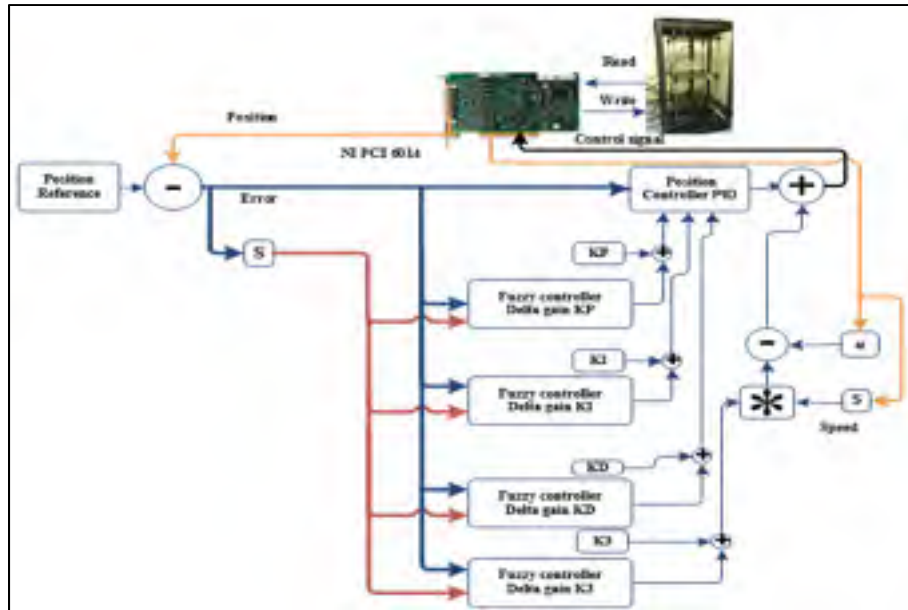 Read
Write
Position
Control signal
NI PCI 6014
Position
Reference
-
Error
Position
Controller PID
+
S
KP
+
Fuzzy controller
Delta gain KP
-
KI
+
Fuzzy controller
Delta gain KI
*
S
Speed
KD
+
Fuzzy controller
Delta gain KD
K3
+
Fuzzy controller
Delta gain K3